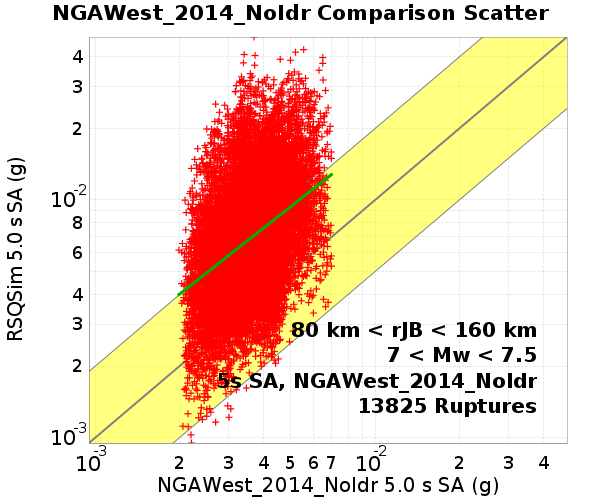 NGAWest_2014_NoIdr Comparison Scatter
RSQSim 5.0 s SA (g)
4
3
2
10-2
8
6
4
3
2
10-3
80 km < rJB < 160 km
7 < Mw < 7.5
5s SA, NGAWest_2014_NoIdr
13825 Ruptures
10-3 2 3 4 5 6 7 10-2 2 3 4
NGAWest_2014_NoIdr 5.0 s SA (g)